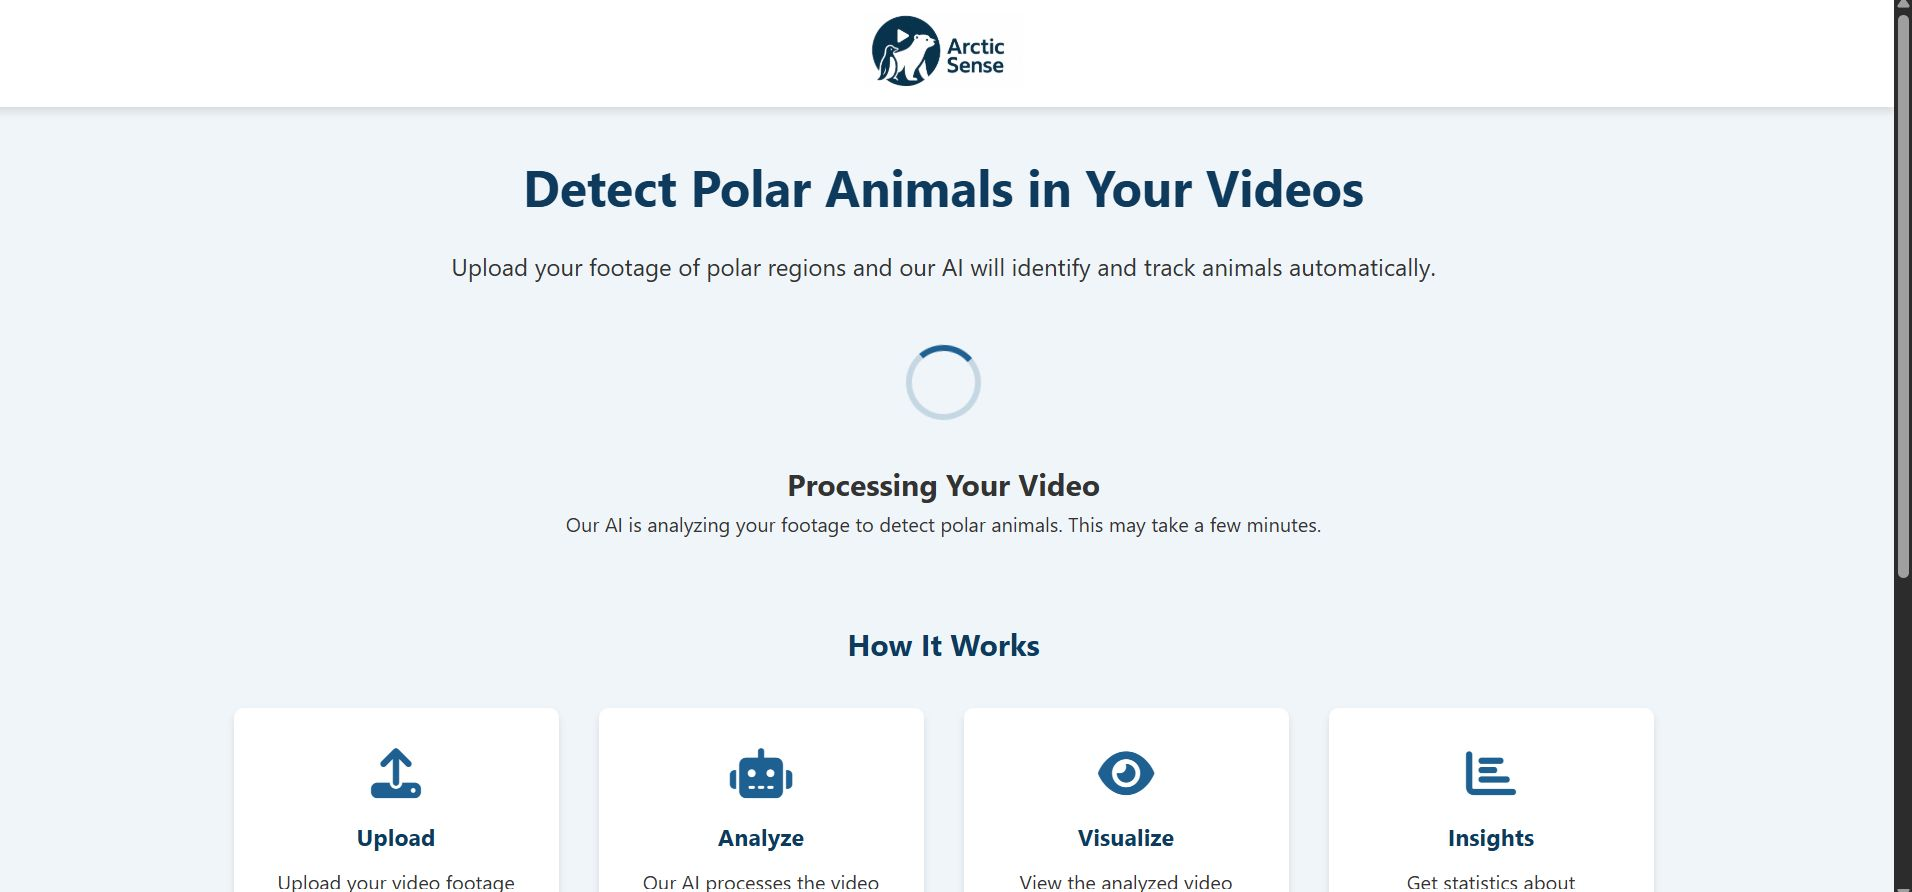 Arctic
Sense
Detect Polar Animals in Your Videos
Upload your footage of polar regions and our AI will identify and track animals automatically.
Processing Your Video
Our AI is analyzing your footage to detect polar animals. This may take a few minutes.
How It Works
Upload
Upload your video footage
Analyze
Our AI processes the video
Visualize
View the analyzed video
Insights
Get statistics about